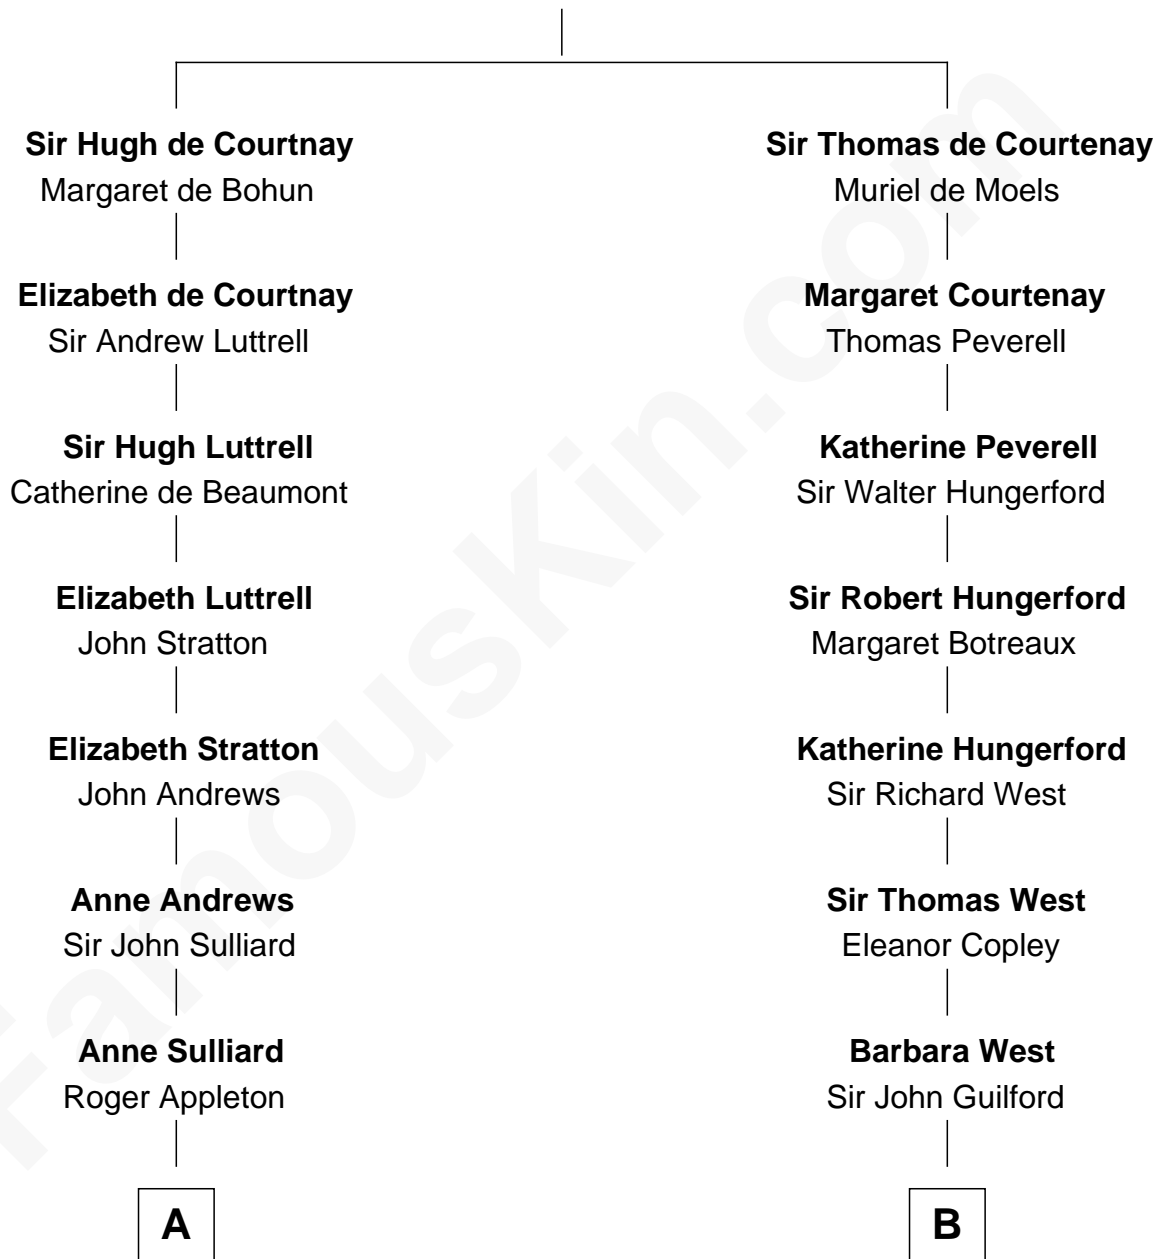 Sir Hugh de Courtnay
Margaret de Bohun
Elizabeth de Courtnay
Sir Andrew Luttrell
Sir Hugh Luttrell
Catherine de Beaumont
Elizabeth Luttrell
John Stratton
Elizabeth Stratton
John Andrews
Anne Andrews
Sir John Sulliard
Anne Sulliard
Roger Appleton
A
Sir Thomas de Courtenay
Muriel de Moels
Margaret Courtenay
Thomas Peverell
Katherine Peverell
Sir Walter Hungerford
Sir Robert Hungerford
Margaret Botreaux
Katherine Hungerford
Sir Richard West
Sir Thomas West
Eleanor Copley
Barbara West
Sir John Guilford
B
FamousKin.com